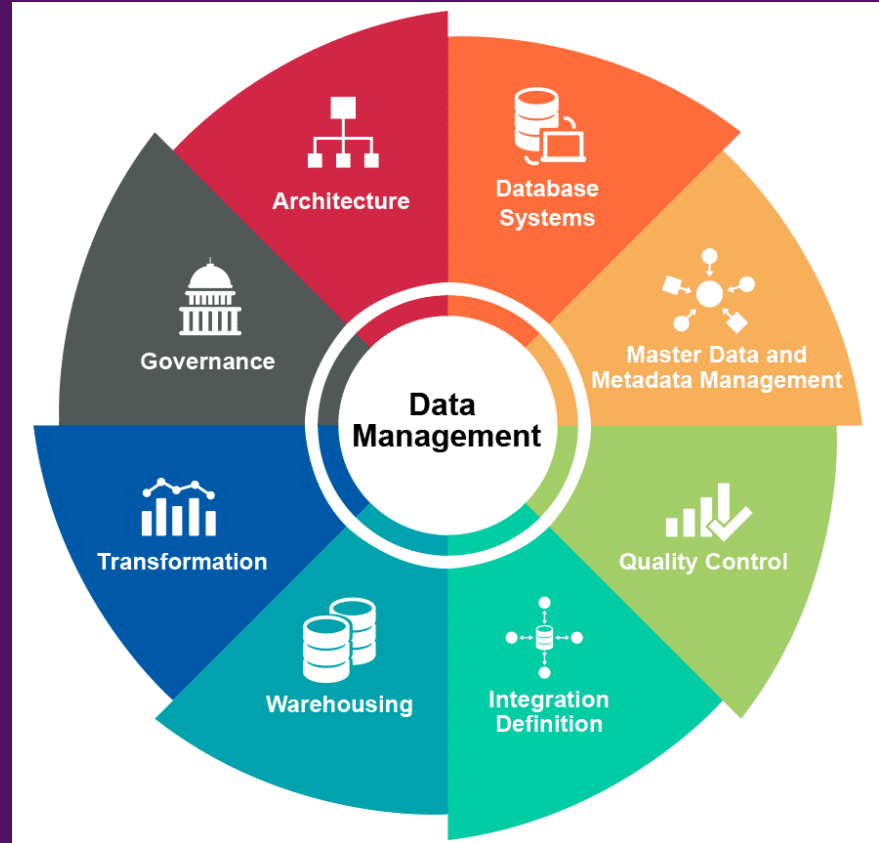 Architecture
Database
Systems
Governance
Master Data and
Metadata Management
Data
Management
Transformation
Quality Control
Warehousing
Integration
Definition